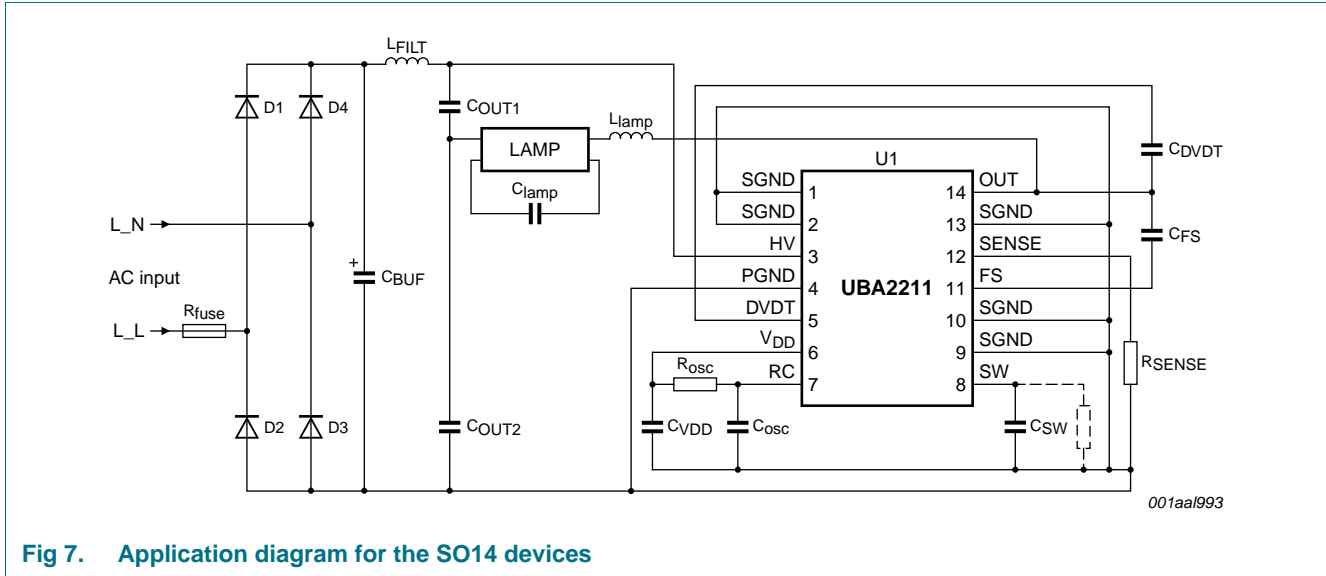 LFILT
D1
D4
COUT1
LAMP
Llamp
Clamp
CDVDT
U1
SGND
1
14
OUT
SGND
2
13
SGND
CFS
L_N
HV
3
12
SENSE
AC input
+
CBUF
PGND
4
UBA2211
11
FS
L_L
Rfuse
DVDT
5
10
SGND
VDD
6
9
SGND
Rosc
RC
7
8
SW
RSENSE
D2
D3
COUT2
CVDD
Cosc
CSW
001aal993
Fig 7. Application diagram for the SO14 devices